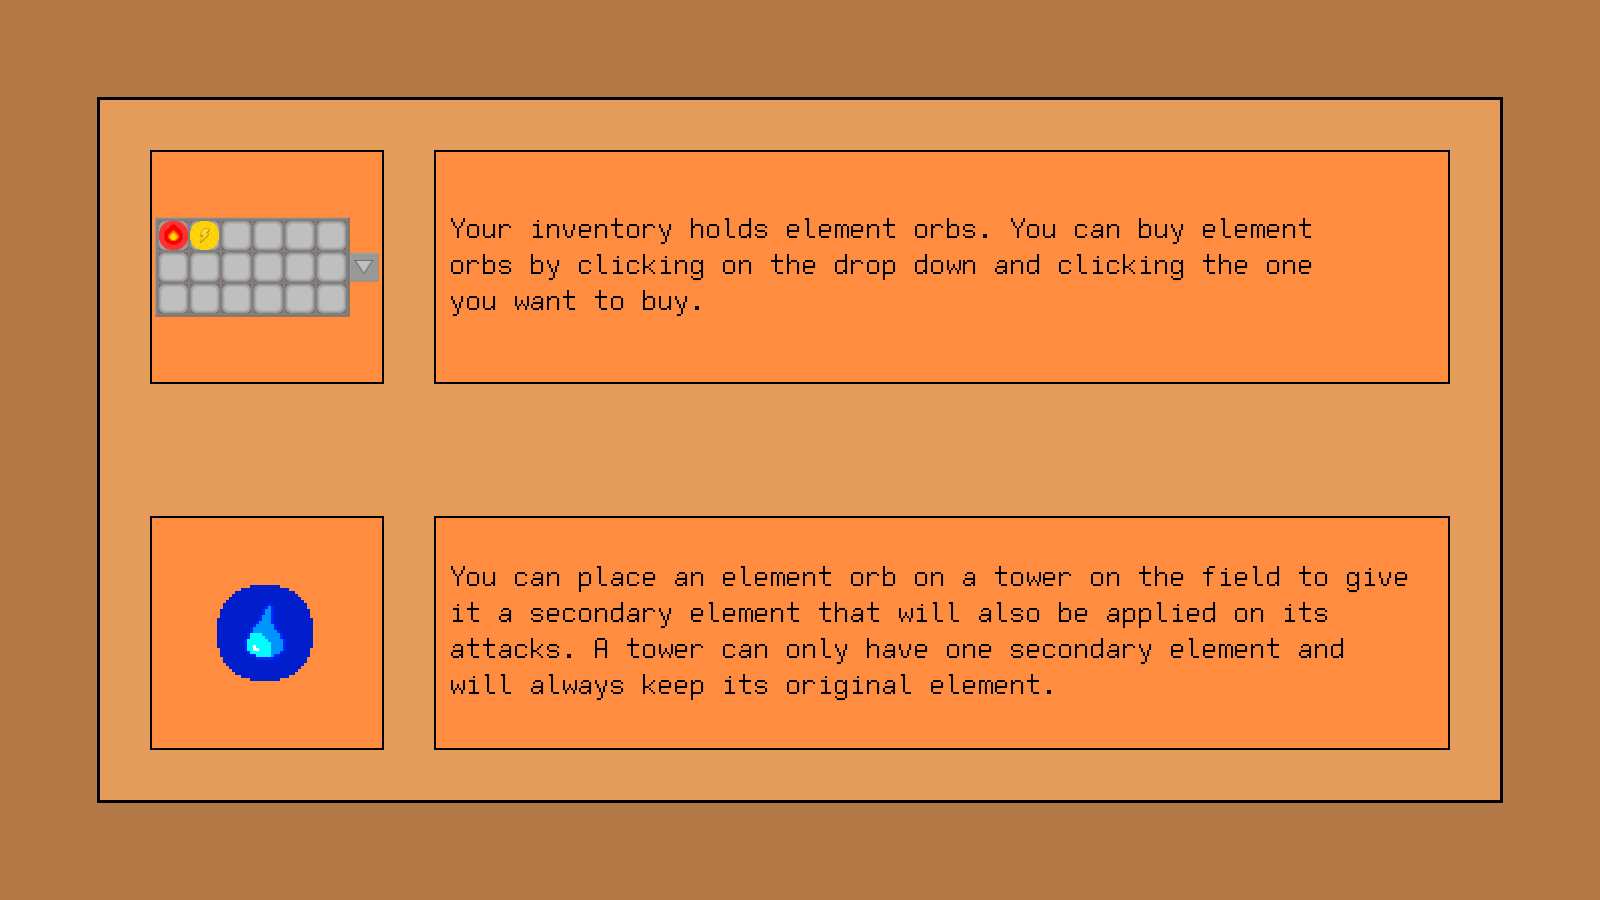 Your inventory holds element orbs. You can buy element
orbs by clicking on the drop down and clicking the one
you want to buy.
You can place an element orb on a tower on the field to give
it a secondary element that will also be applied on its
attacks. A tower can only have one secondary element and
will always keep its original element.